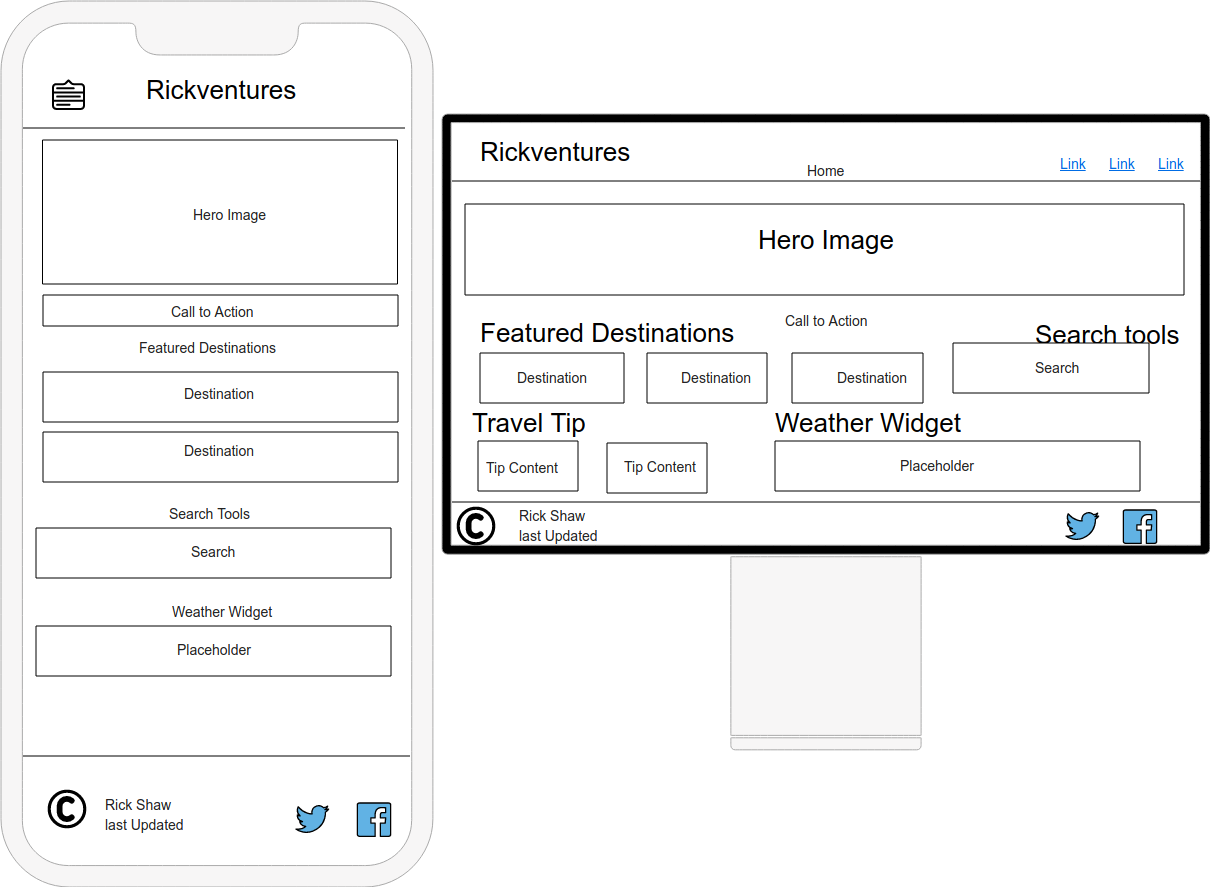 Rickventures
Hero Image
Call to Action
Featured Destinations
Destination
Destination
Search Tools
Search
Weather Widget
Placeholder
Rick Shaw
last Updated
Rickventures
Home
Link Link Link
Hero Image
Featured Destinations
Call to Action
Search tools
Destination
Destination
Destination
Search
Travel Tip
Weather Widget
Tip Content
Tip Content
Placeholder
Rick Shaw
last Updated